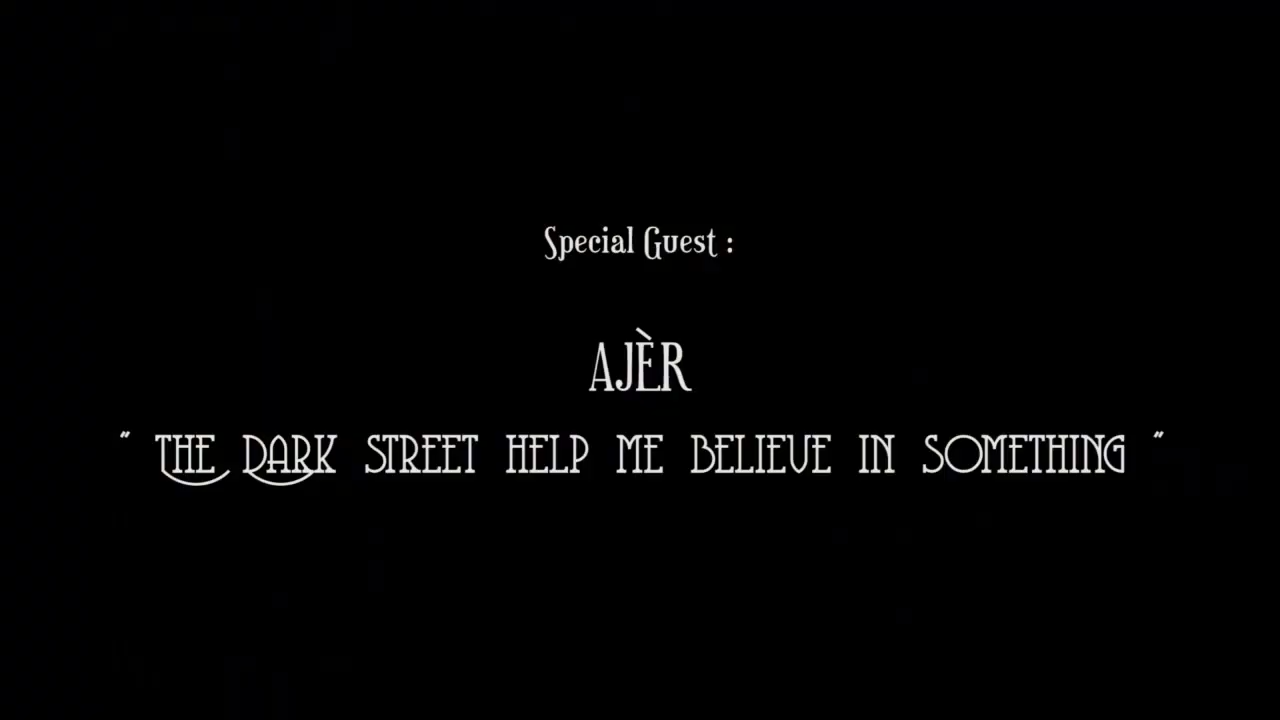 Special Guest :
AJÈR
" THE DARK STREET HELP ME BELIEVE IN SOMETHING "